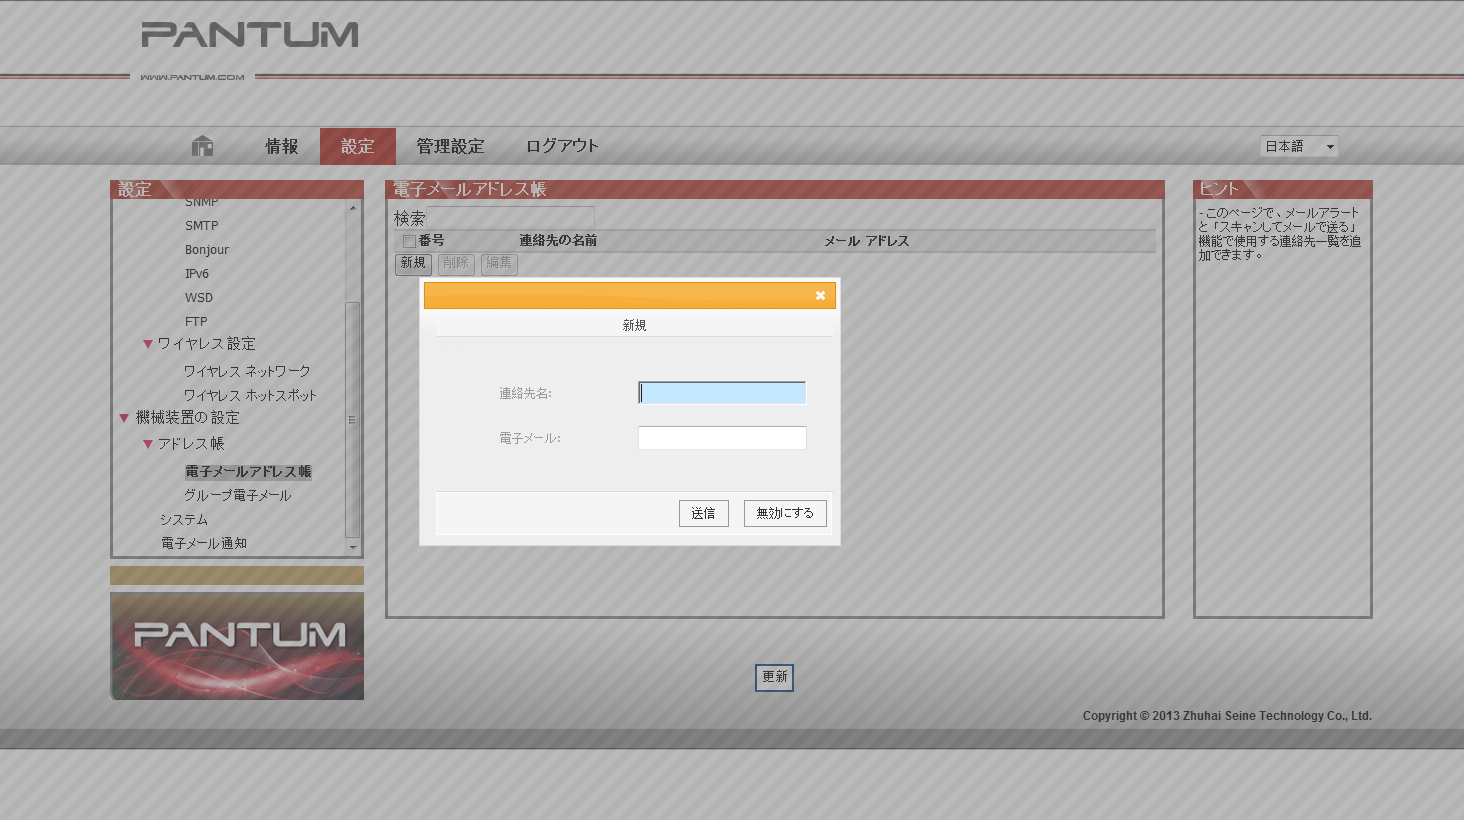 PANTUM
WWW.PANTUM.COM
情報
設定
管理設定
ログアウト
日本語
設定
SNMP
SMTP
Bonjour
IPv6
WSD
FTP
ワイヤレス設定
ワイヤレス ネットワーク
ワイヤレス ホットスポット
機械装置の設定
アドレス帳
電子メールアドレス帳
グループ電子メール
システム
電子メール通知
PANTUM
電子メールアドレス帳
検索
番号 連絡先の名前 メール アドレス
新規 削除 編集
新規
連絡先名:
電子メール:
送信 無効にする
更新
ヒント
- このページで、メールアラート
と「スキャンしてメールで送る」
機能で使用する連絡先一覧を追
加できます。
Copyright © 2013 Zhuhai Seine Technology Co., Ltd.